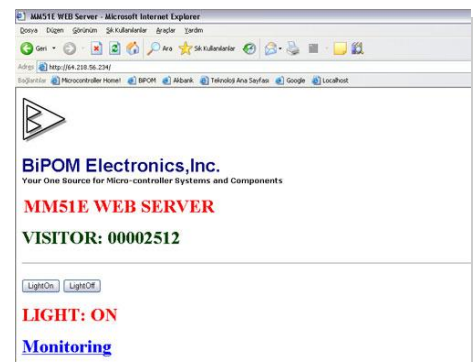 MM51E WEB Server - Microsoft Internet Explorer
Dosya Düzen Görünüm Sık Kullanılanlar Araçlar Yardım
Geri Ara Sık Kullanılanlar
Adres http://64.218.56.234/
Bağlantılar Microcontroller Home! BiPOM Akbank Teknoloji Ana Sayfası Google Localhost
BiPOM Electronics,Inc.
Your One Source for Micro-controller Systems and Components
MM51E WEB SERVER
VISITOR: 00002512
LightOn LightOff
LIGHT: ON
Monitoring